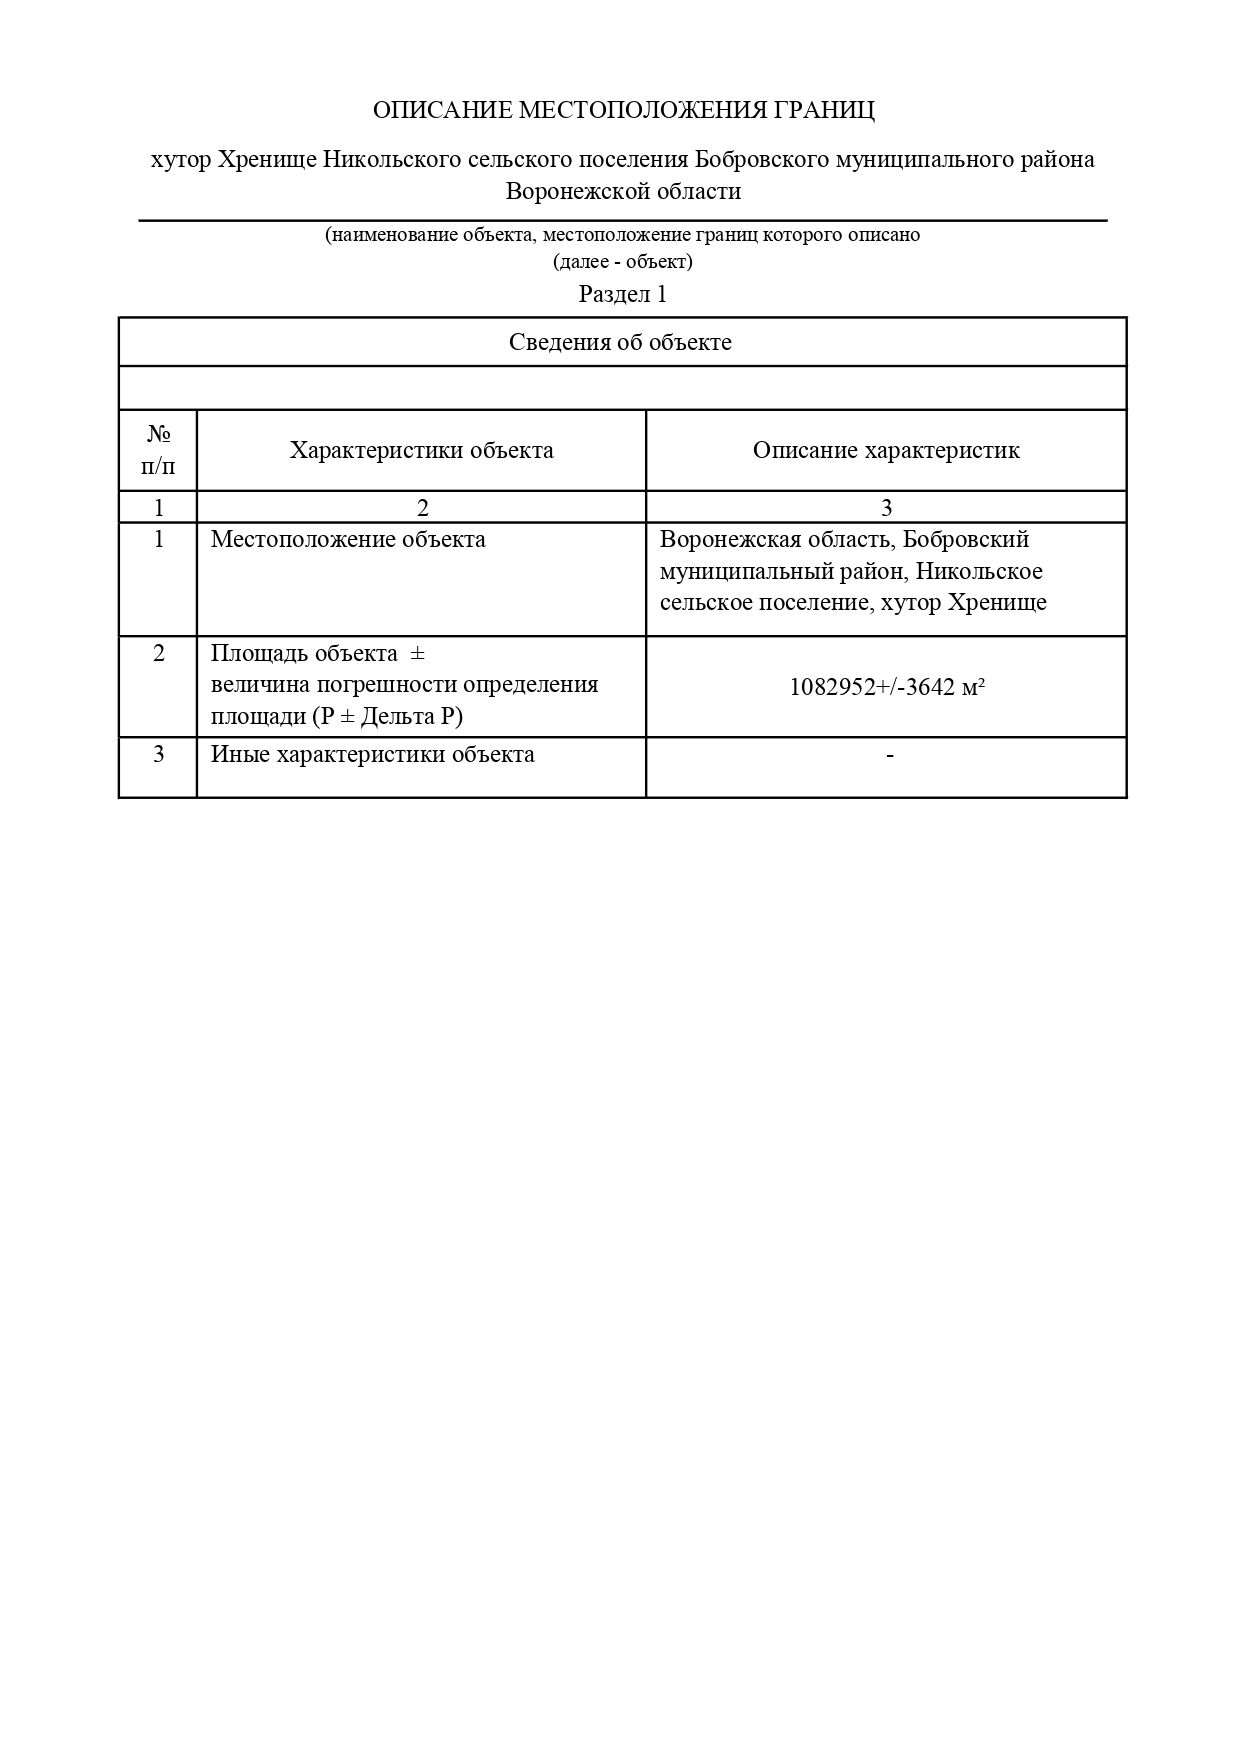 ОПИСАНИЕ МЕСТОПОЛОЖЕНИЯ ГРАНИЦ
хутор Хренище Никольского сельского поселения Бобровского муниципального района
Воронежской области
(наименование объекта, местоположение границ которого описано
(далее - объект)
Раздел 1
Сведения об объекте
№
п/п
Характеристики объекта
Описание характеристик
1
2
3
1
Местоположение объекта
Воронежская область, Бобровский
муниципальный район, Никольское
сельское поселение, хутор Хренище
2
Площадь объекта ±
величина погрешности определения
площади (Р ± Дельта Р)
1082952+/-3642 м²
3
Иные характеристики объекта
-